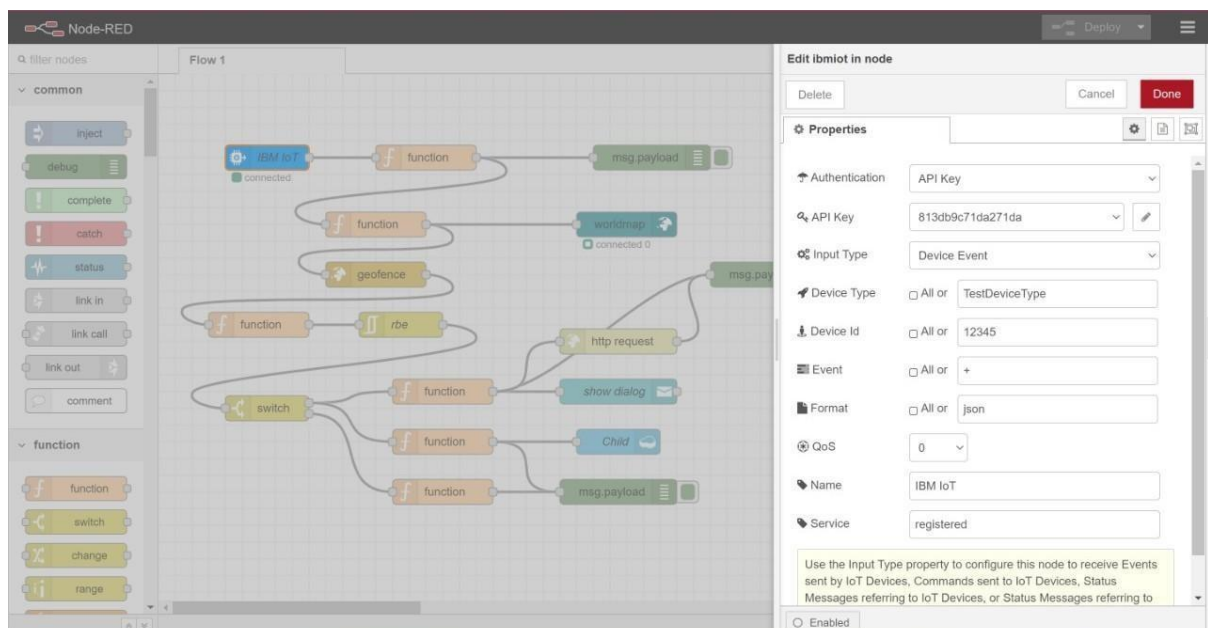 Node-RED
Deploy
filter nodes
common
inject
debug
complete
catch
status
link in
link call
link out
comment
function
function
switch
change
range
Flow 1
IBM IoT
connected
function
msg.payload
function
worldmap
connected 0
geofence
msg.pay
function
rbe
http request
switch
function
show dialog
function
Child
function
msg.payload
Edit ibmiot in node
Delete
Cancel
Done
Properties
Authentication
API Key
API Key
813db9c71da271da
Input Type
Device Event
Device Type
All or
TestDeviceType
Device Id
All or
12345
Event
All or
+
Format
All or
json
QoS
0
Name
IBM IoT
Service
registered
Use the Input Type property to configure this node to receive Events
sent by IoT Devices, Commands sent to IoT Devices, Status
Messages referring to IoT Devices, or Status Messages referring to
Enabled